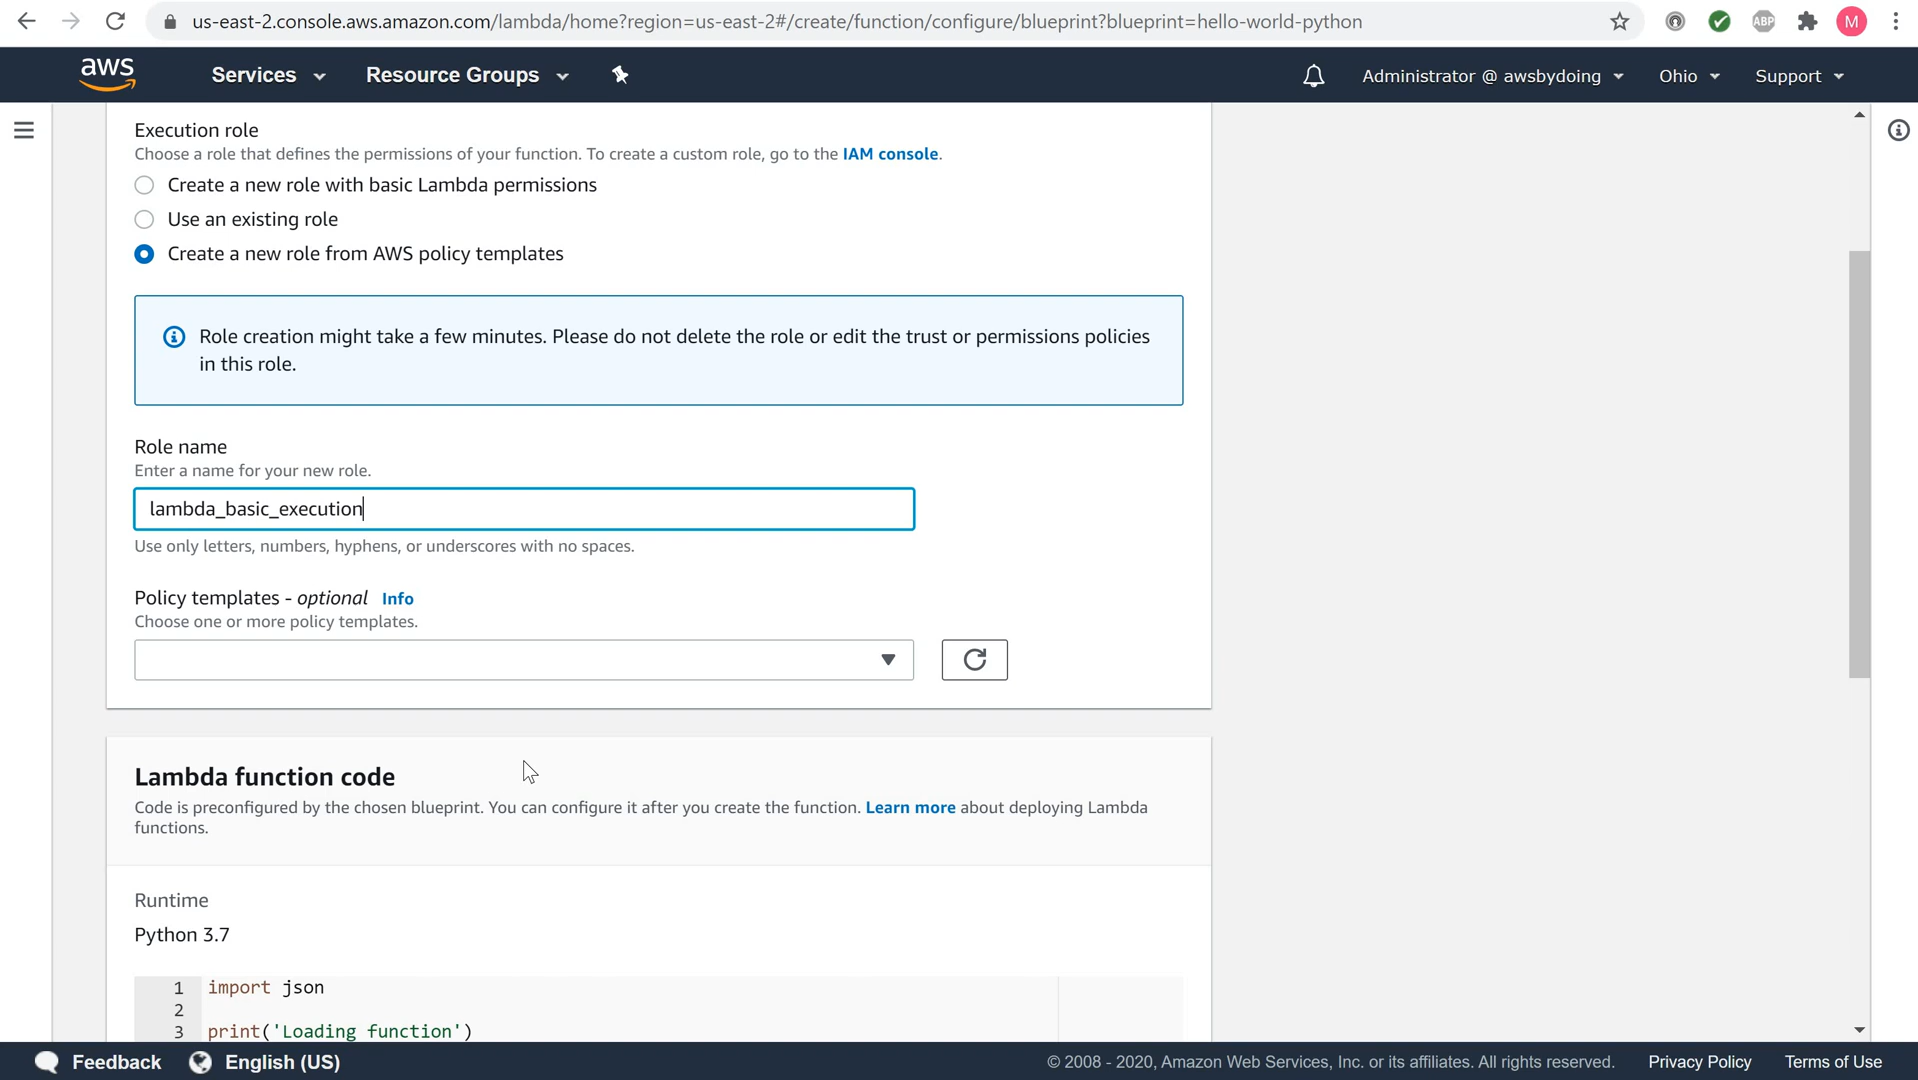 us-east-2.console.aws.amazon.com/lambda/home?region=us-east-2#/create/function/configure/blueprint?blueprint=hello-world-python
ABP
M
aws
Services
Resource Groups
Administrator @ awsbydoing
Ohio
Support
Execution role
Choose a role that defines the permissions of your function. To create a custom role, go to the IAM console.
Create a new role with basic Lambda permissions
Use an existing role
Create a new role from AWS policy templates
Role creation might take a few minutes. Please do not delete the role or edit the trust or permissions policies
in this role.
Role name
Enter a name for your new role.
lambda_basic_execution
Use only letters, numbers, hyphens, or underscores with no spaces.
Policy templates - optional Info
Choose one or more policy templates.
Lambda function code
Code is preconfigured by the chosen blueprint. You can configure it after you create the function. Learn more about deploying Lambda
functions.
Runtime
Python 3.7
1 import json
2
3 print('Loading function')
Feedback
English (US)
© 2008 - 2020, Amazon Web Services, Inc. or its affiliates. All rights reserved.
Privacy Policy
Terms of Use